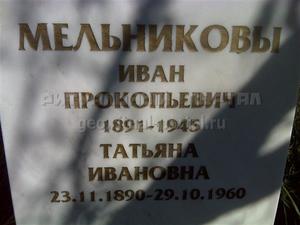 МЕЛЬНИКОВЫ
ИВАН
ПРОКОПЬЕВИЧ
1891-1945
ТАТЬЯНА
ИВАНОВНА
23.11.1890-29.10.1960